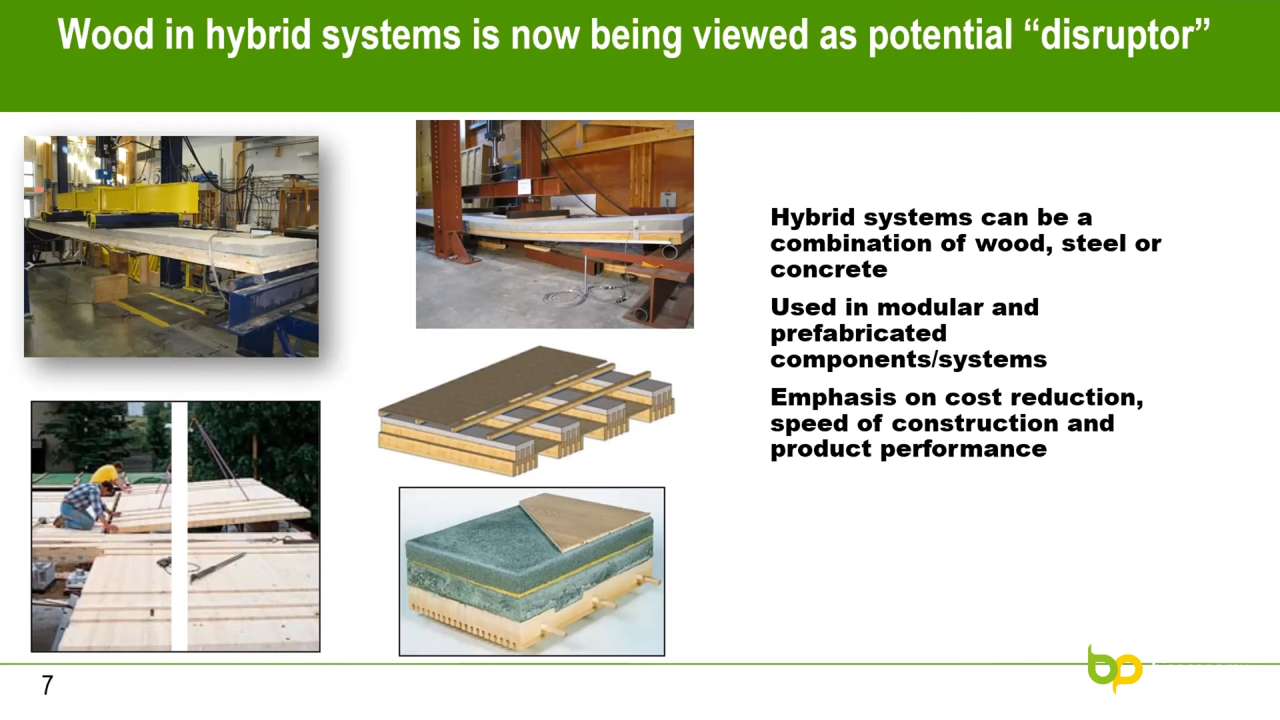 Wood in hybrid systems is now being viewed as potential “disruptor”
Hybrid systems can be a
combination of wood, steel or
concrete
Used in modular and
prefabricated
components/systems
Emphasis on cost reduction,
speed of construction and
product performance
7
bp